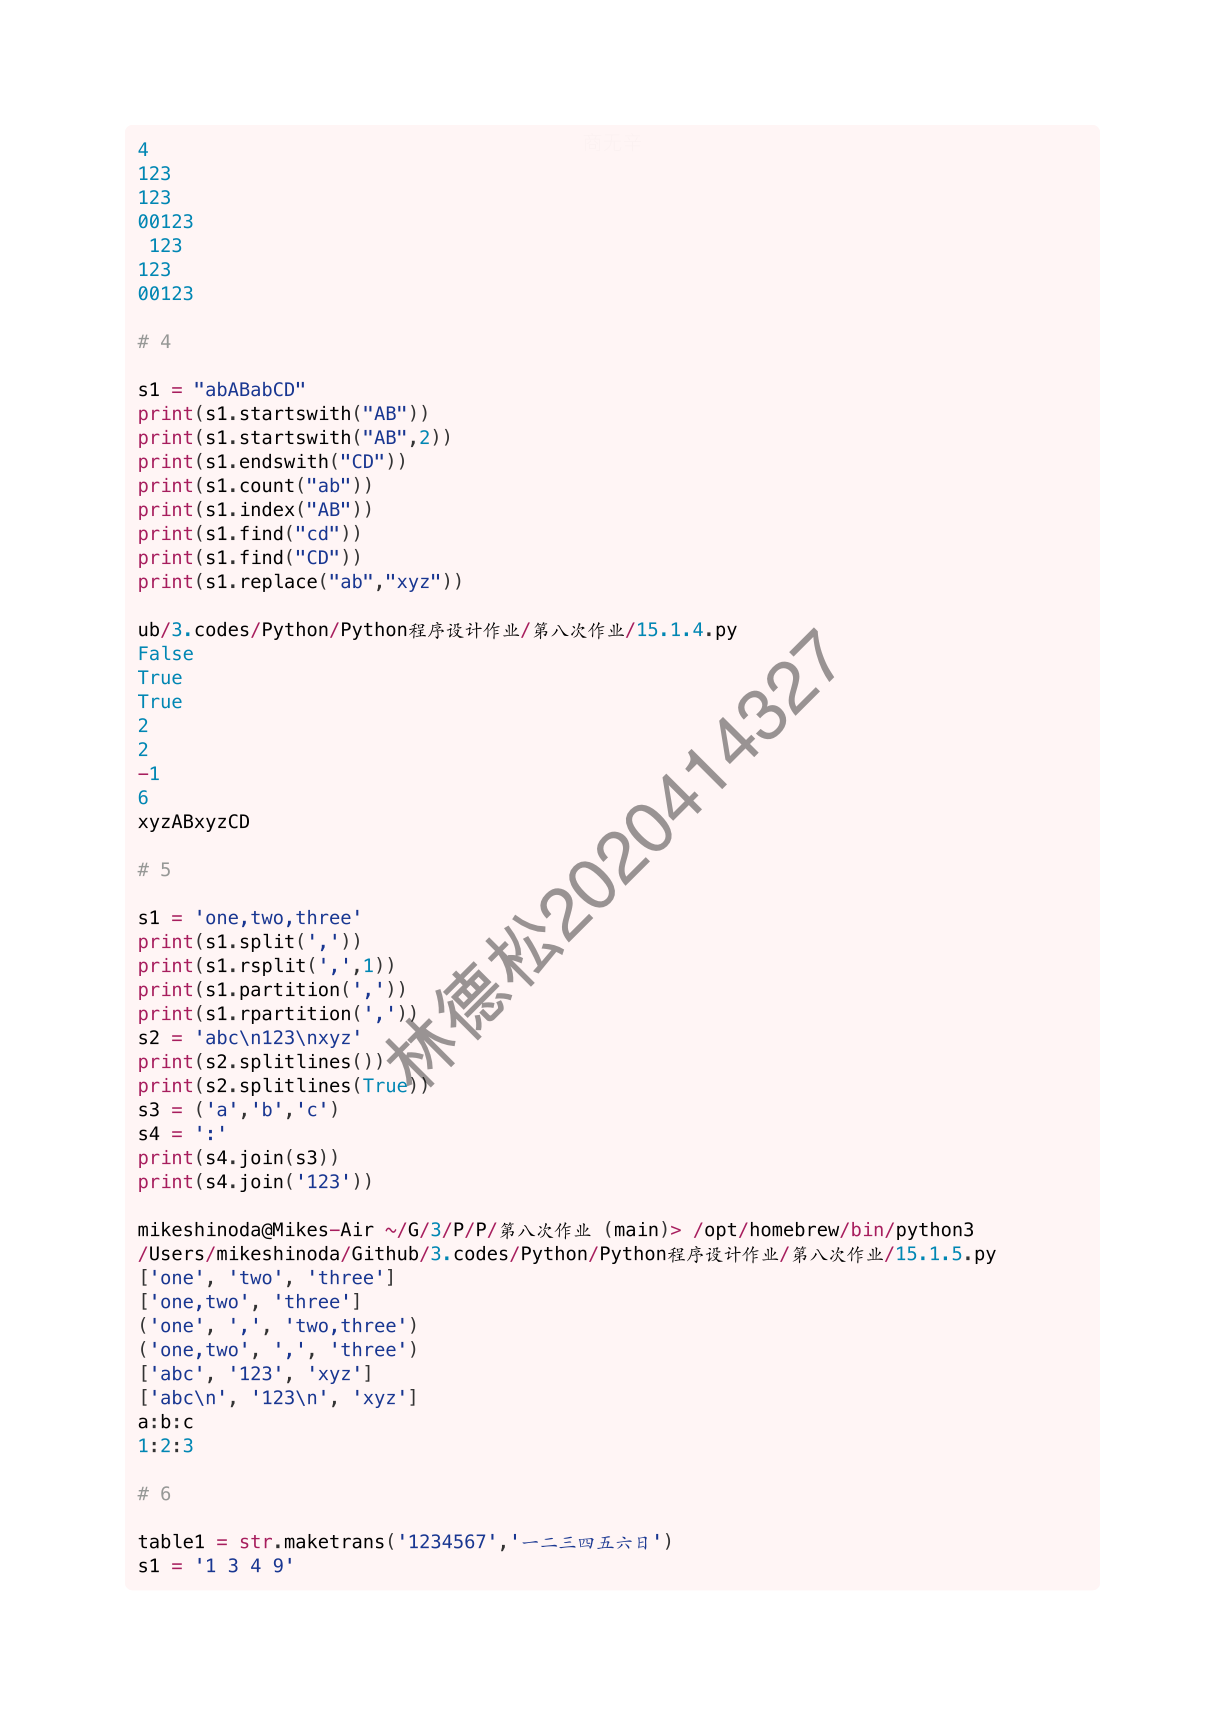 4
123
123
00123
 123
123
00123

# 4

s1 = "abABabCD"
print(s1.startswith("AB"))
print(s1.startswith("AB",2))
print(s1.endswith("CD"))
print(s1.count("ab"))
print(s1.index("AB"))
print(s1.find("cd"))
print(s1.find("CD"))
print(s1.replace("ab","xyz"))

ub/3.codes/Python/Python程序设计作业/第八次作业/15.1.4.py
False
True
True
2
2
-1
6
xyzABxyzCD

# 5

s1 = 'one,two,three'
print(s1.split(','))
print(s1.rsplit(',',1))
print(s1.partition(','))
print(s1.rpartition(','))
s2 = 'abc\n123\nxyz'
print(s2.splitlines())
print(s2.splitlines(True))
s3 = ('a','b','c')
s4 = ':'
print(s4.join(s3))
print(s4.join('123'))

mikeshinoda@Mikes-Air ~/G/3/P/P/第八次作业 (main)> /opt/homebrew/bin/python3
/Users/mikeshinoda/Github/3.codes/Python/Python程序设计作业/第八次作业/15.1.5.py
['one', 'two', 'three']
['one,two', 'three']
('one', ',', 'two,three')
('one,two', ',', 'three')
['abc', '123', 'xyz']
['abc\n', '123\n', 'xyz']
a:b:c
1:2:3

# 6

table1 = str.maketrans('1234567','一二三四五六日')
s1 = '1 3 4 9'
林德松2020414327